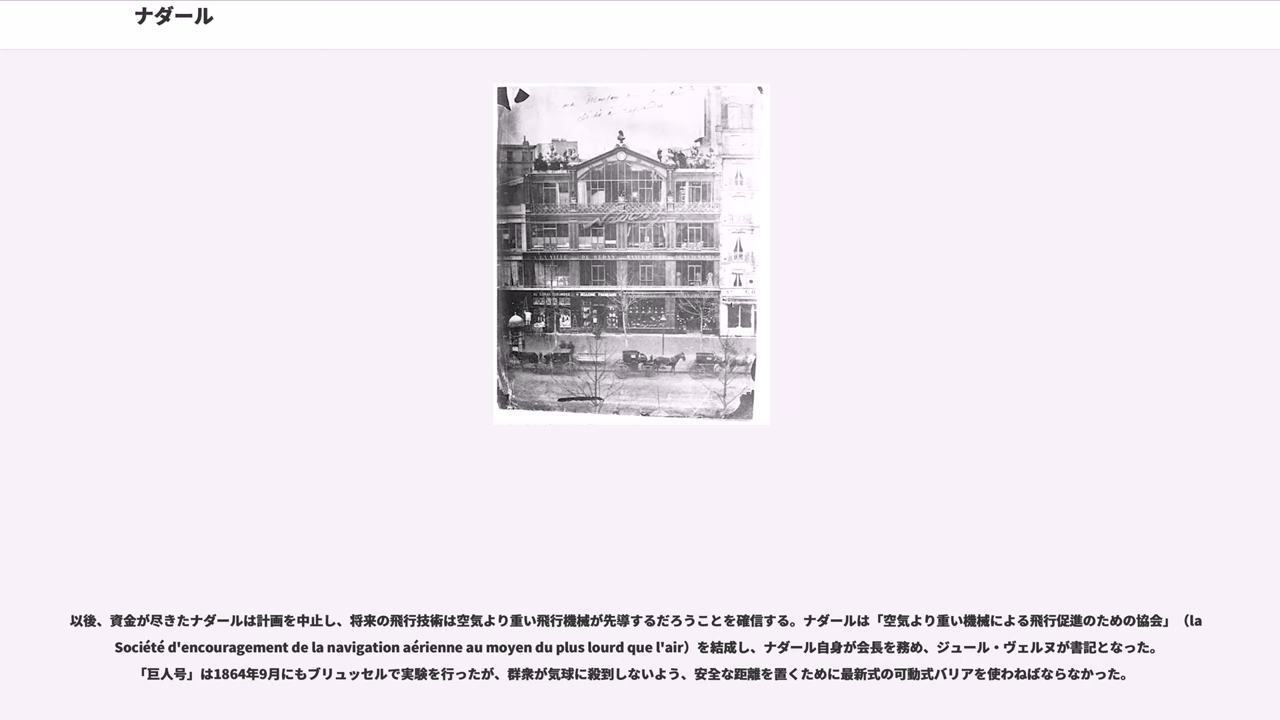 ナダール
Nadar
以後、資金が尽きたナダールは計画を中止し、将来の飛行技術は空気より重い飛行機械が先導するだろうことを確信する。ナダールは「空気より重い機械による飛行促進のための協会」（la
Société d'encouragement de la navigation aérienne au moyen du plus lourd que l'air）を結成し、ナダール自身が会長を務め、ジュール・ヴェルヌが書記となった。
「巨人号」は1864年9月にもブリュッセルで実験を行ったが、群衆が気球に殺到しないよう、安全な距離を置くために最新式の可動式バリアを使わねばならなかった。